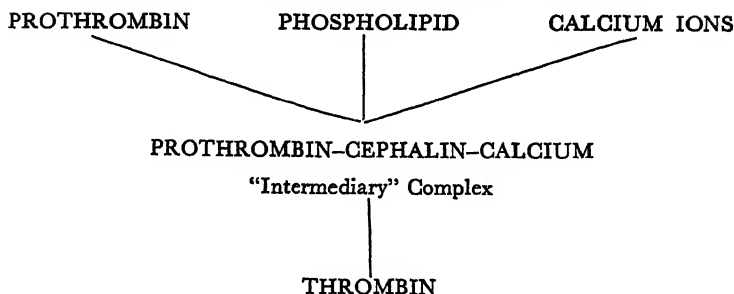 PROTHROMBIN PHOSPHOLIPID CALCIUM IONS
PROTHROMBIN–CEPHALIN–CALCIUM
“Intermediary” Complex
THROMBIN